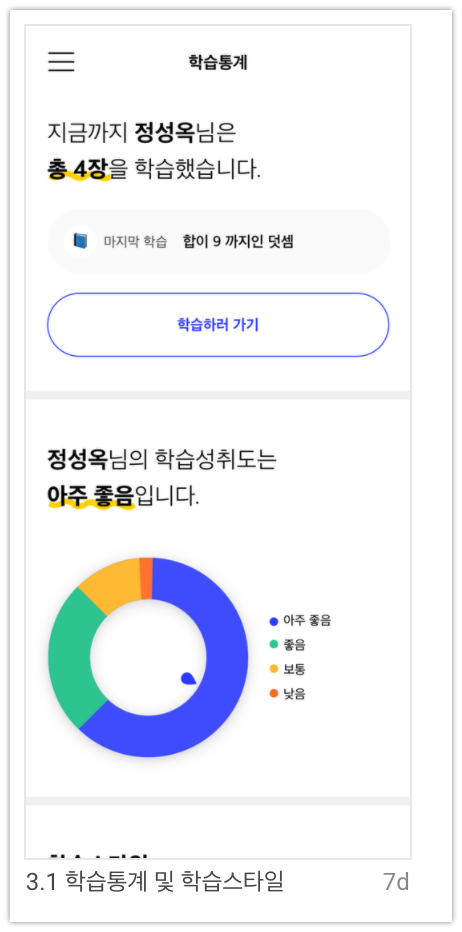 학습통계
지금까지 정성옥님은
총 4장을 학습했습니다.
마지막 학습 합이 9 까지인 덧셈
학습하러 가기
정성옥님의 학습성취도는
아주 좋음입니다.
아주 좋음
좋음
보통
낮음
3.1 학습통계 및 학습스타일 7d